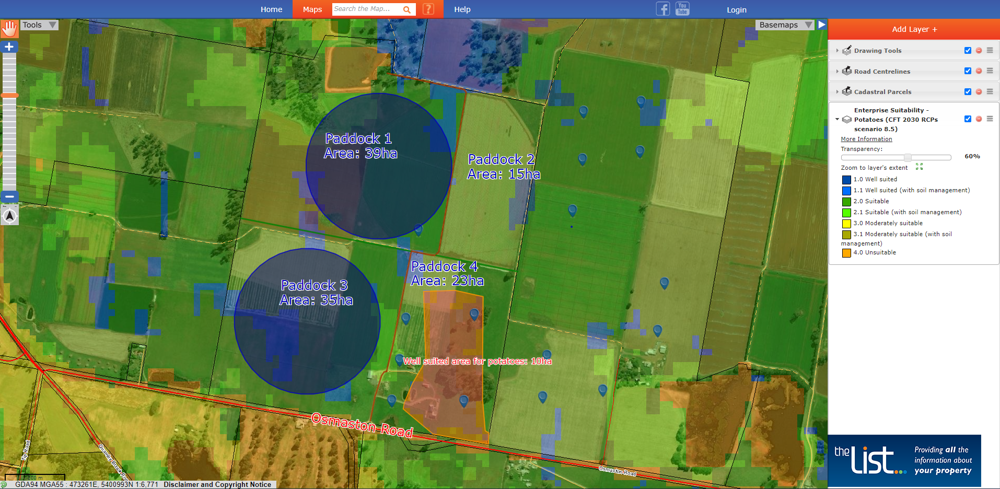 Home
Maps
Search the Map...
?
Help
You
Tube
Login
Tools
Basemaps
Add Layer +
Drawing Tools
Road Centrelines
Cadastral Parcels
Enterprise Suitability -
Potatoes (CFT 2030 RCPs
scenario 8.5)
More Information
Transparency:
60%
Zoom to layer's extent
1.0 Well suited
1.1 Well suited (with soil management)
2.0 Suitable
2.1 Suitable (with soil management)
3.0 Moderately suitable
3.1 Moderately suitable (with soil
management)
4.0 Unsuitable
Paddock 1
Area: 39ha
Paddock 2
Area: 15ha
Paddock 3
Area: 35ha
Paddock 4
Area: 23ha
Well suited area for potatoes: 10ha
Osmaston Road
Osmaston Road
Tip Road
Quamby Brook Road
200 m
GDA94 MGA55 : 473261E, 5400993N 1:6,771 Disclaimer and Copyright Notice
the LIST...
Providing all the
information about
your property